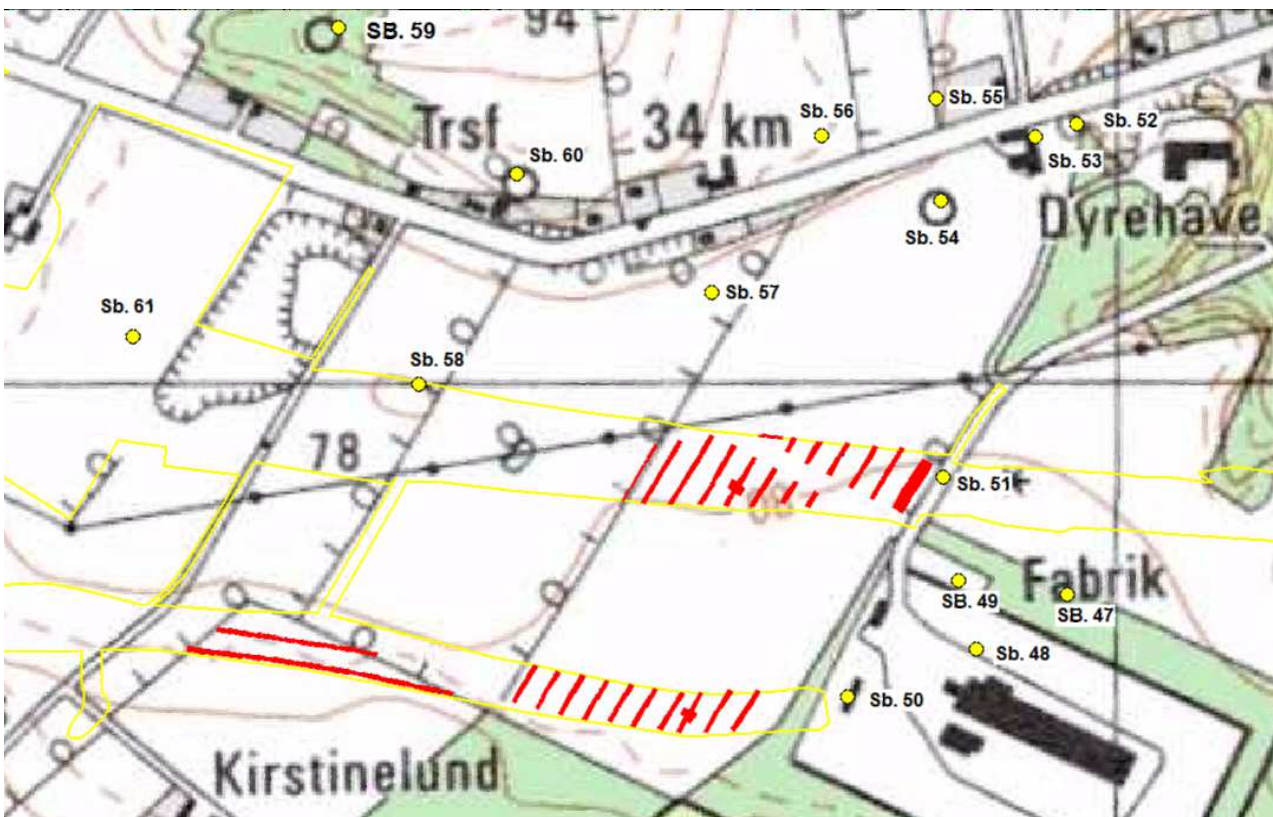 94
SB. 59
Trsf
34 km
Sb. 56
Sb. 55
Sb. 52
Sb. 53
Sb. 60
Sb. 54
Dyrehave
Sb. 57
Sb. 61
Sb. 58
78
Sb. 51
Fabrik
SB. 49
SB. 47
Sb. 48
Sb. 50
Kirstinelund